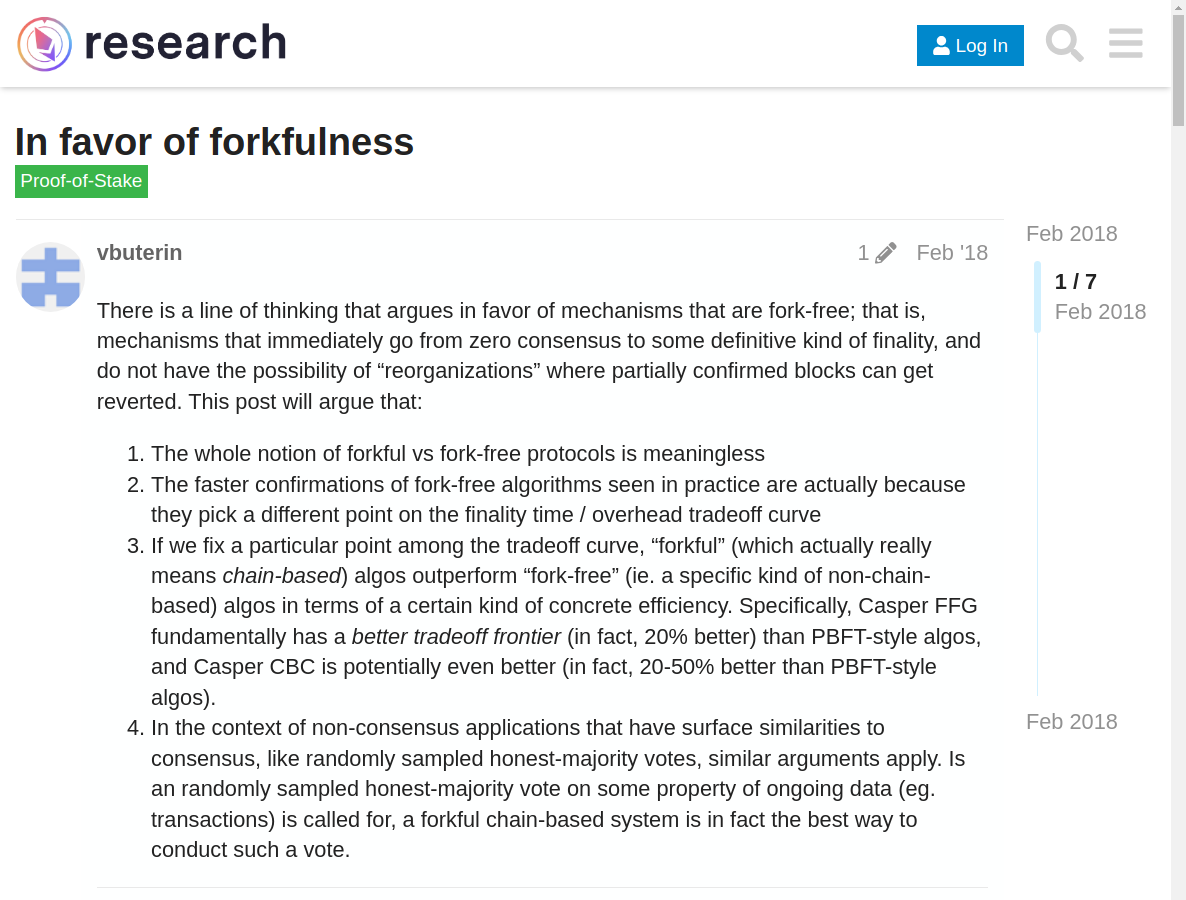 research
Log In
In favor of forkfulness
Proof-of-Stake
Feb 2018
vbuterin
1
Feb '18
1 / 7
Feb 2018
There is a line of thinking that argues in favor of mechanisms that are fork-free; that is,
mechanisms that immediately go from zero consensus to some definitive kind of finality, and
do not have the possibility of “reorganizations” where partially confirmed blocks can get
reverted. This post will argue that:
1. The whole notion of forkful vs fork-free protocols is meaningless
2. The faster confirmations of fork-free algorithms seen in practice are actually because
they pick a different point on the finality time / overhead tradeoff curve
3. If we fix a particular point among the tradeoff curve, “forkful” (which actually really
means chain-based) algos outperform “fork-free” (ie. a specific kind of non-chain-
based) algos in terms of a certain kind of concrete efficiency. Specifically, Casper FFG
fundamentally has a better tradeoff frontier (in fact, 20% better) than PBFT-style algos,
and Casper CBC is potentially even better (in fact, 20-50% better than PBFT-style
algos).
4. In the context of non-consensus applications that have surface similarities to
consensus, like randomly sampled honest-majority votes, similar arguments apply. Is
an randomly sampled honest-majority vote on some property of ongoing data (eg.
transactions) is called for, a forkful chain-based system is in fact the best way to
conduct such a vote.
Feb 2018